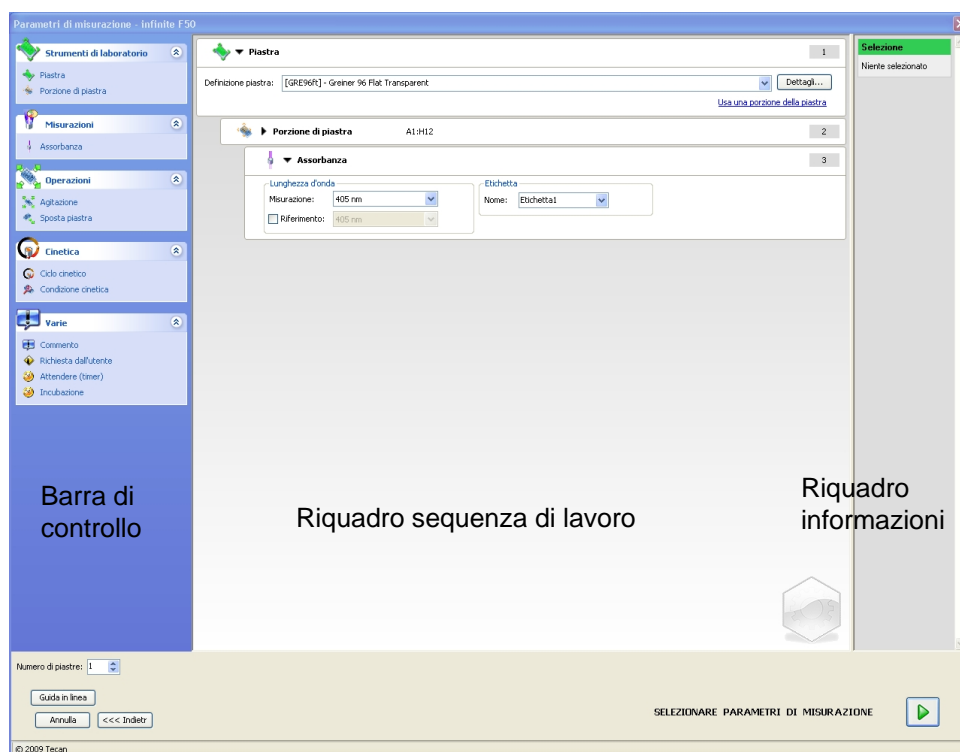 Parametri di misurazione - infinite F50
Strumenti di laboratorio
Piastra
Porzione di piastra
Misurazioni
Assorbanza
Operazioni
Agitazione
Sposta piastra
Cinetica
Ciclo cinetico
Condizione cinetica
Varie
Commento
Richiesta dall'utente
Attendere (timer)
Incubazione
Barra di
controllo
Piastra 1
Definizione piastra: [GRE96ft] - Greiner 96 Flat Transparent Dettagli...
Usa una porzione della piastra
Porzione di piastra A1:H12 2
Assorbanza 3
Lunghezza d'onda
Misurazione: 405 nm
Riferimento: 405 nm
Etichetta
Nome: Etichetta1
Riquadro sequenza di lavoro
Selezione
Niente selezionato
Riquadro
informazioni
Numero di piastre: 1
Guida in linea
Annulla <<< Indietr
SELEZIONARE PARAMETRI DI MISURAZIONE
© 2009 Tecan